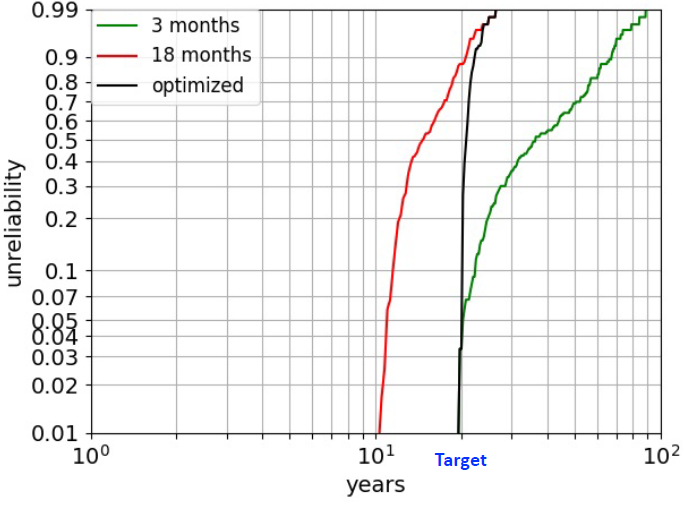 0.99
3 months
18 months
optimized
0.9
0.8
0.7
0.6
0.5
0.4
0.3
0.2
0.1
0.07
0.05
0.04
0.03
0.02
0.01
unreliability
10⁰ 10¹ 10²
Target
years